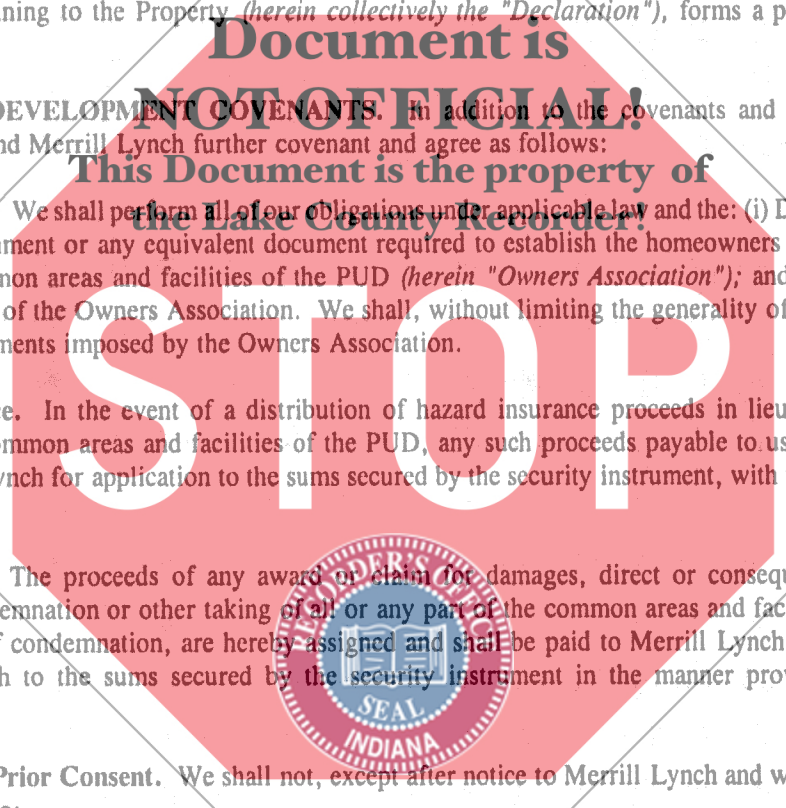 ning to the Property (herein collectively the "Declaration"), forms a p
Document is
DEVELOPMENT COVENANTS. In addition to the covenants and
NOT OFFICIAL!
nd Merrill Lynch further covenant and agree as follows:
This Document is the property of
We shall perform all of our obligations under applicable law and the: (i) D
the Lake County Recorder!
ment or any equivalent document required to establish the homeowners
mon areas and facilities of the PUD (herein "Owners Association"); and
of the Owners Association. We shall, without limiting the generality of
ments imposed by the Owners Association.
STOP
ce. In the event of a distribution of hazard insurance proceeds in lieu
mmon areas and facilities of the PUD, any such proceeds payable to us
ynch for application to the sums secured by the security instrument, with
The proceeds of any award or claim for damages, direct or consequ
emnation or other taking of all or any part of the common areas and fac
f condemnation, are hereby assigned and shall be paid to Merrill Lynch
h to the sums secured by the security instrument in the manner prov
RECORDER'S OFFICE
SEAL
INDIANA
Prior Consent. We shall not, except after notice to Merrill Lynch and w